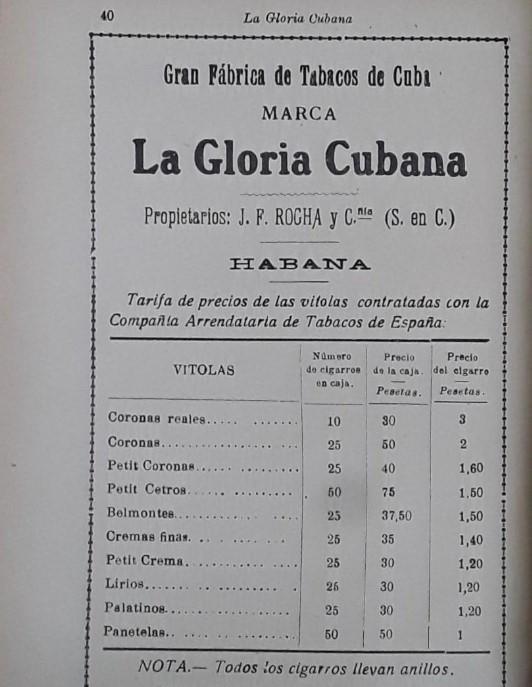 40 La Gloria Cubana
Gran Fábrica de Tabacos de Cuba
MARCA
La Gloria Cubana
Propietarios: J. F. ROCHA y C.nía (S. en C.)
HABANA
Tarifa de precios de las vitolas contratadas con la
Compañía Arrendataria de Tabacos de España:
VITOLAS Número de cigarros en caja. Precio de la caja. Pesetas. Precio del cigarro Pesetas.
Coronas reales..... ....... 10 30 3
Coronas................... 25 50 2
Petit Coronas.............. 25 40 1,60
Petit Cetros............... 50 75 1,50
Belmontes................. 25 37,50 1,50
Cremas finas. .. ......... 25 35 1,40
Petit Crema............... 25 30 1,20
Lirios..................... 25 30 1,20
Palatinos.................. 25 30 1,20
Panetelas.................. 50 50 1
NOTA.— Todos los cigarros llevan anillos.